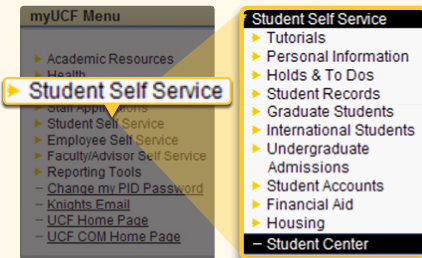 myUCF Menu
Academic Resources
Health
Student Self Service
Staff Applications
Student Self Service
Employee Self Service
Faculty/Advisor Self Service
Reporting Tools
Change my PID Password
Knights Email
UCF Home Page
UCF COM Home Page
Student Self Service
Tutorials
Personal Information
Holds & To Dos
Student Records
Graduate Students
International Students
Undergraduate
Admissions
Student Accounts
Financial Aid
Housing
Student Center